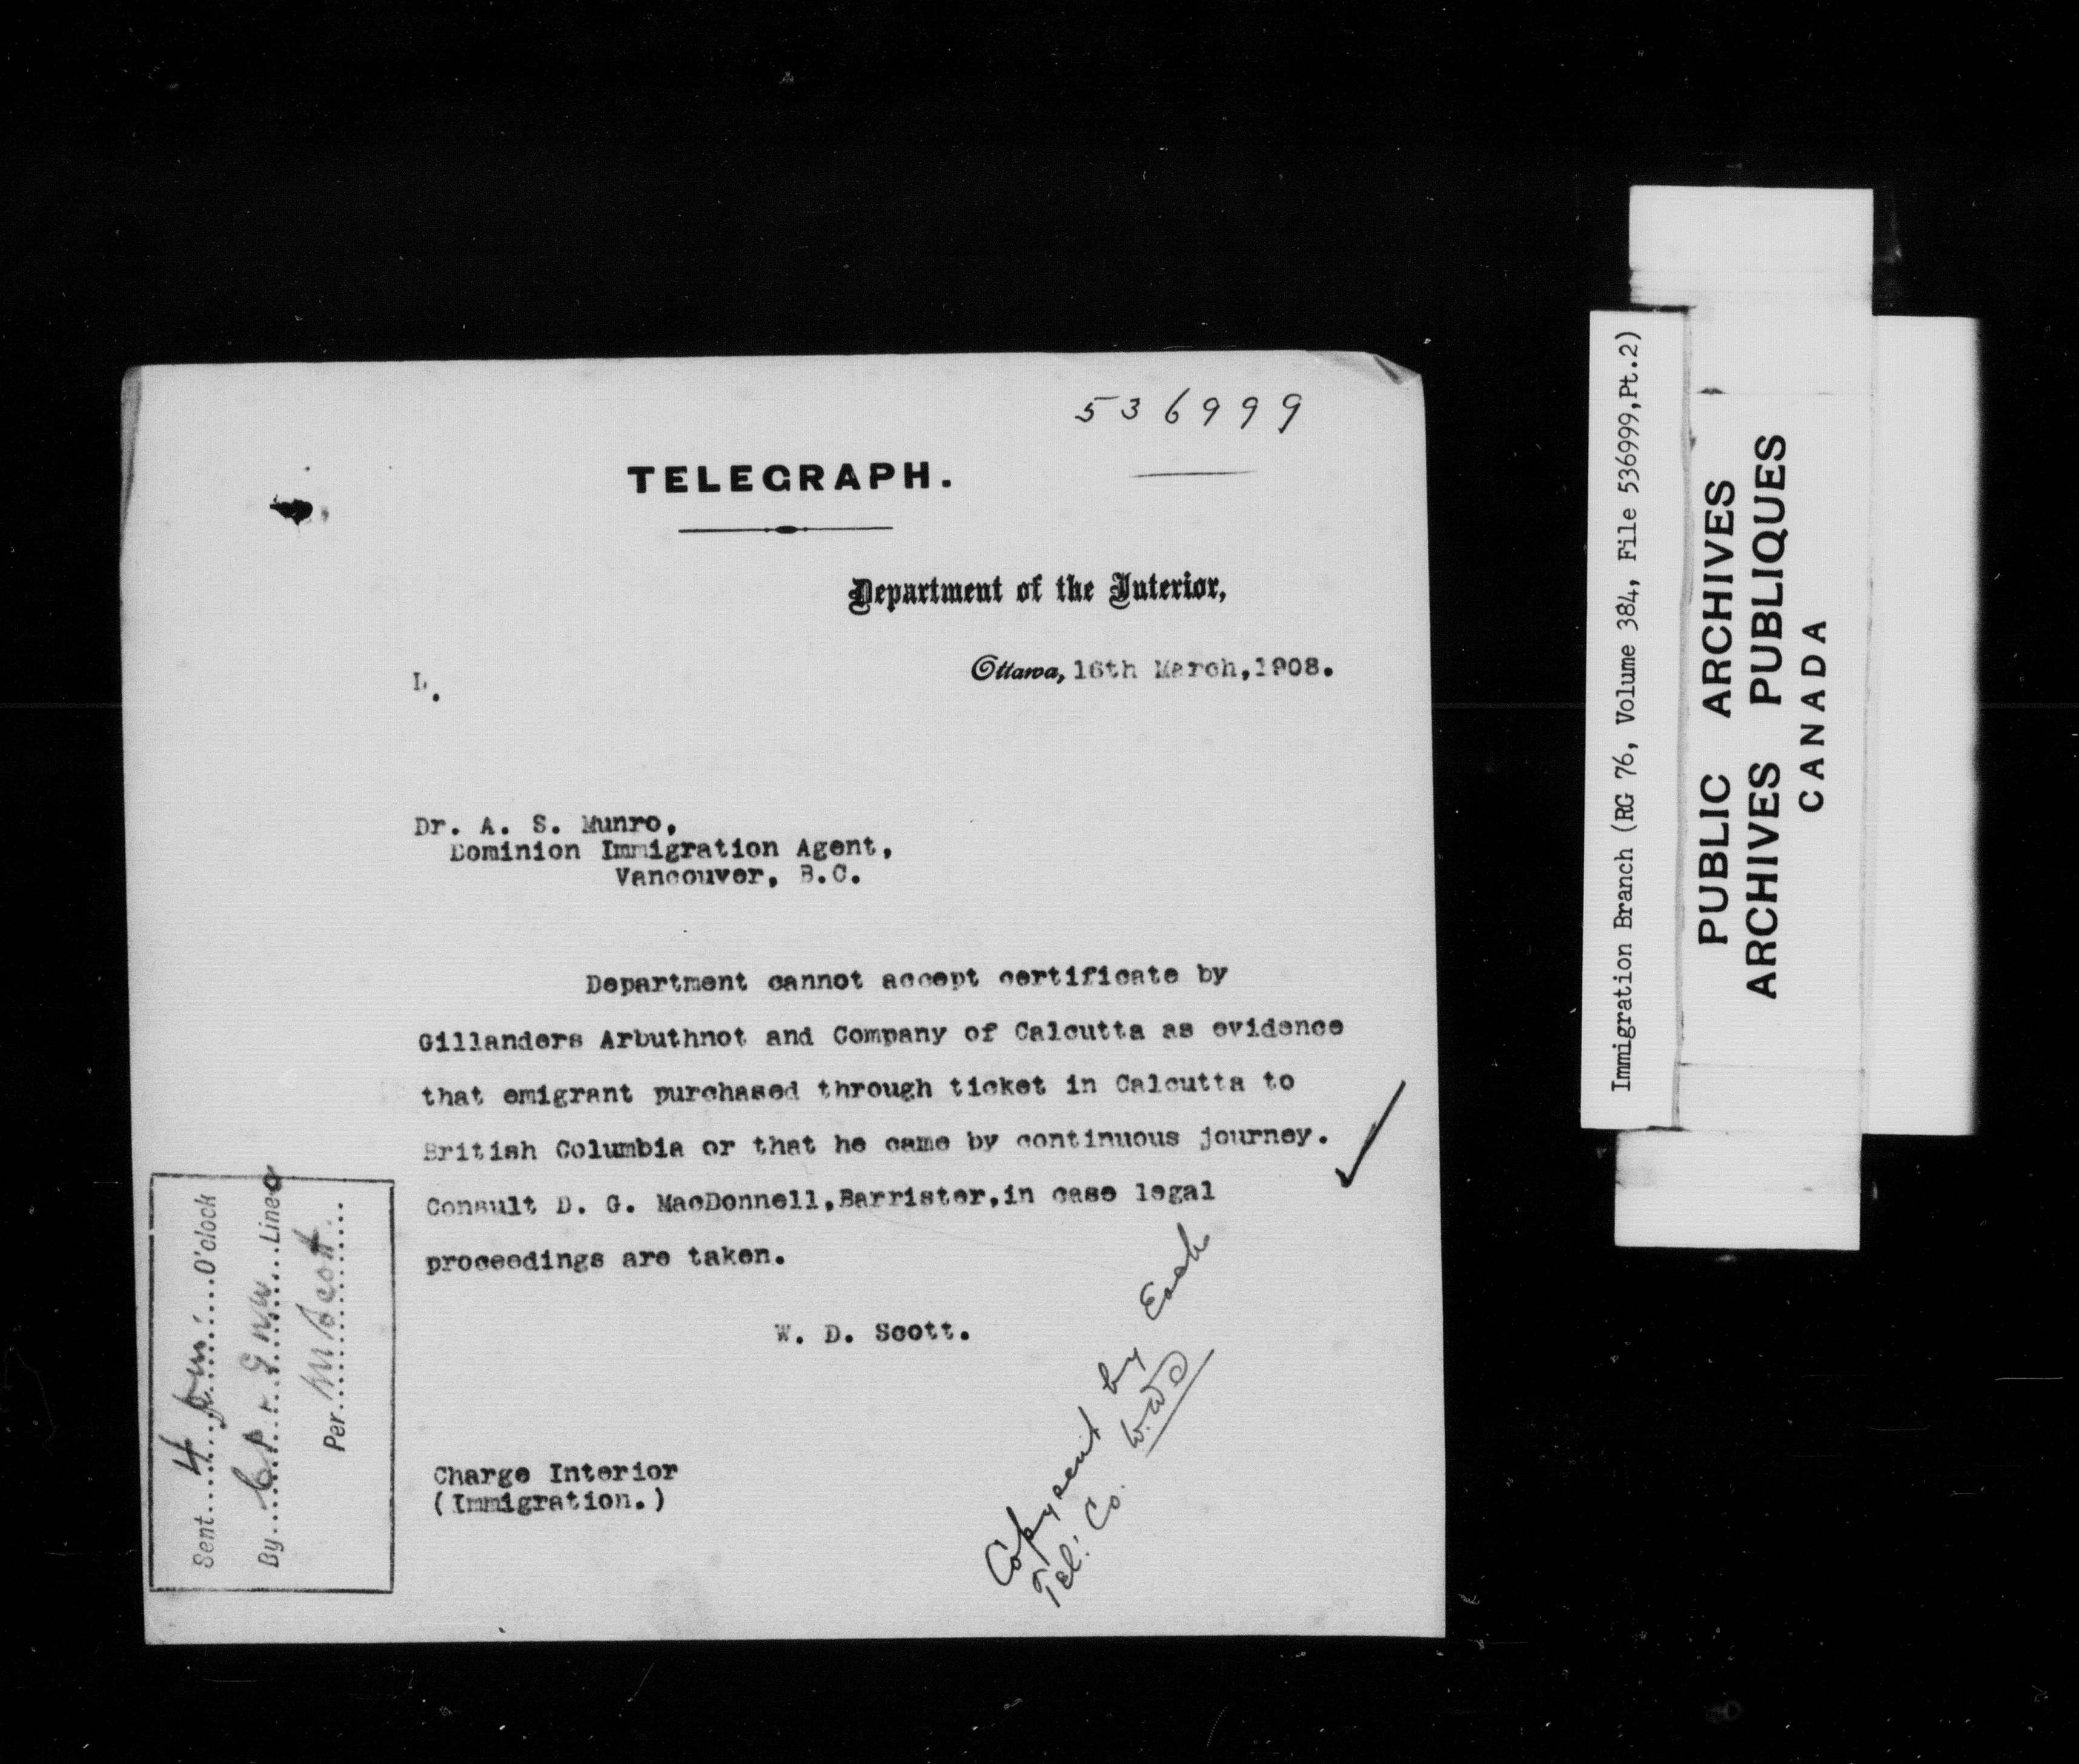 536999
TELEGRAPH.
Department of the Interior,
Ottawa, 16th March,1908.
L.
Dr. A. S. Munro,
Dominion Immigration Agent,
Vancouver, B.C.
Department cannot accept certificate by
Gillanders Arbuthnot and Company of Calcutta as evidence
that emigrant purchased through ticket in Calcutta to
British Columbia or that he came by continuous journey.
Consult D. G. MacDonnell,Barrister,in case legal
proceedings are taken.
W. D. Scott.
Charge Interior
(Immigration.)
Sent....4 pm....O'clock
By....Line
Per....
Copy sent by Each
Tel. Co. W.D.S
Immigration Branch (RG 76, Volume 384, File 536999,Pt.2)
PUBLIC ARCHIVES
ARCHIVES PUBLIQUES
CANADA